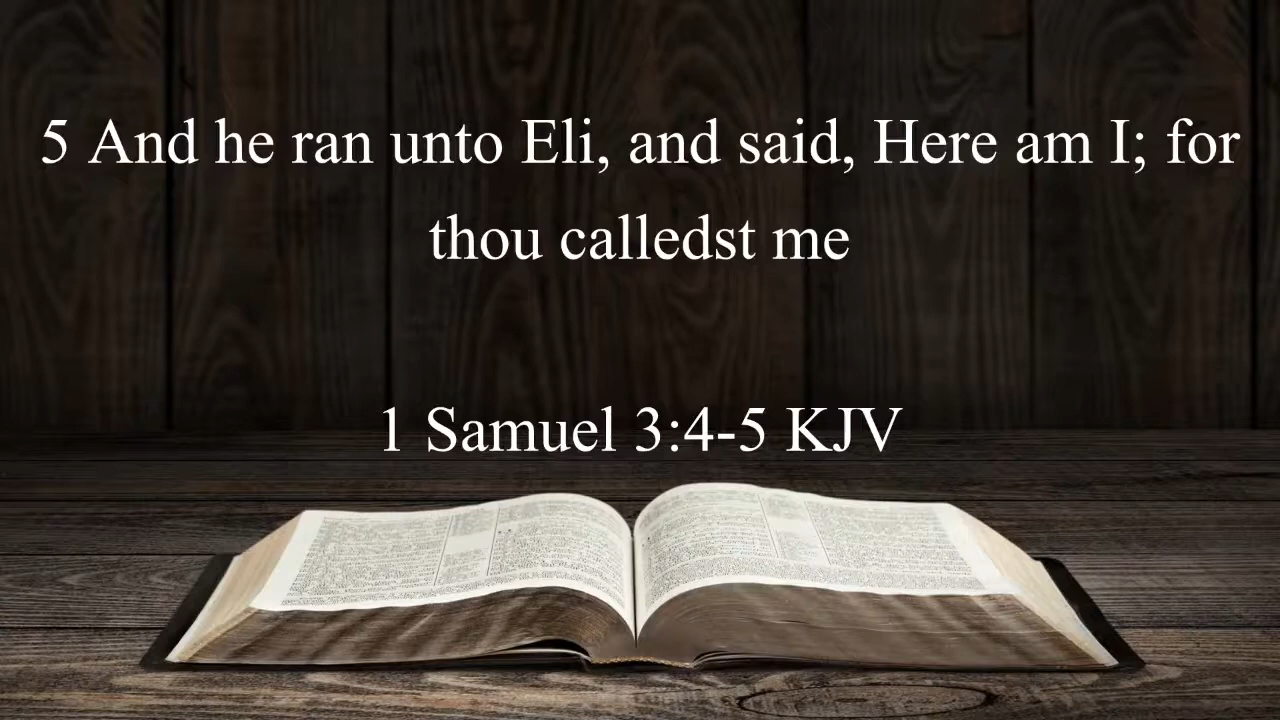 5 And he ran unto Eli, and said, Here am I; for
thou calledst me
1 Samuel 3:4-5 KJV